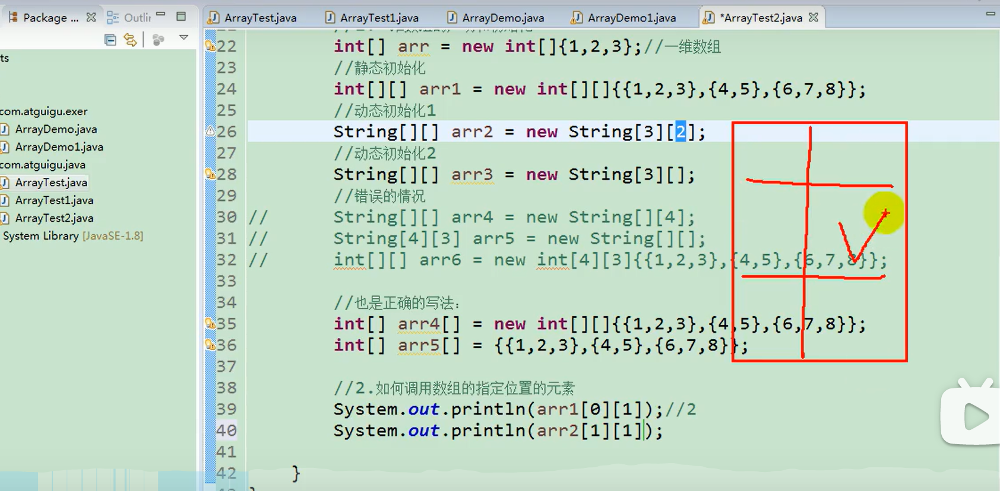 Package ...
Outlin
ArrayTest.java
ArrayTest1.java
ArrayDemo.java
ArrayDemo1.java
*ArrayTest2.java
ts
com.atguigu.exer
ArrayDemo.java
ArrayDemo1.java
com.atguigu.java
ArrayTest.java
ArrayTest1.java
ArrayTest2.java
System Library [JavaSE-1.8]
22 int[] arr = new int[]{1,2,3};//一维数组
23 //静态初始化
24 int[][] arr1 = new int[][]{{1,2,3},{4,5},{6,7,8}};
25 //动态初始化1
26 String[][] arr2 = new String[3][2];
27 //动态初始化2
28 String[][] arr3 = new String[3][];
29 //错误的情况
30 // String[][] arr4 = new String[][4];
31 // String[4][3] arr5 = new String[][];
32 // int[][] arr6 = new int[4][3]{{1,2,3},{4,5},{6,7,8}};
33
34 //也是正确的写法:
35 int[] arr4[] = new int[][]{{1,2,3},{4,5},{6,7,8}};
36 int[] arr5[] = {{1,2,3},{4,5},{6,7,8}};
37
38 //2.如何调用数组的指定位置的元素
39 System.out.println(arr1[0][1]);//2
40 System.out.println(arr2[1][1]);
41
42 }